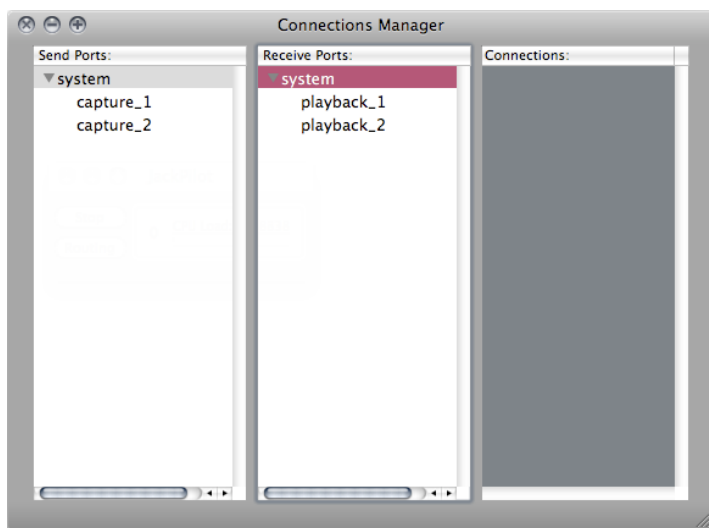 Connections Manager
Send Ports:
system
capture_1
capture_2
Receive Ports:
system
playback_1
playback_2
Connections: